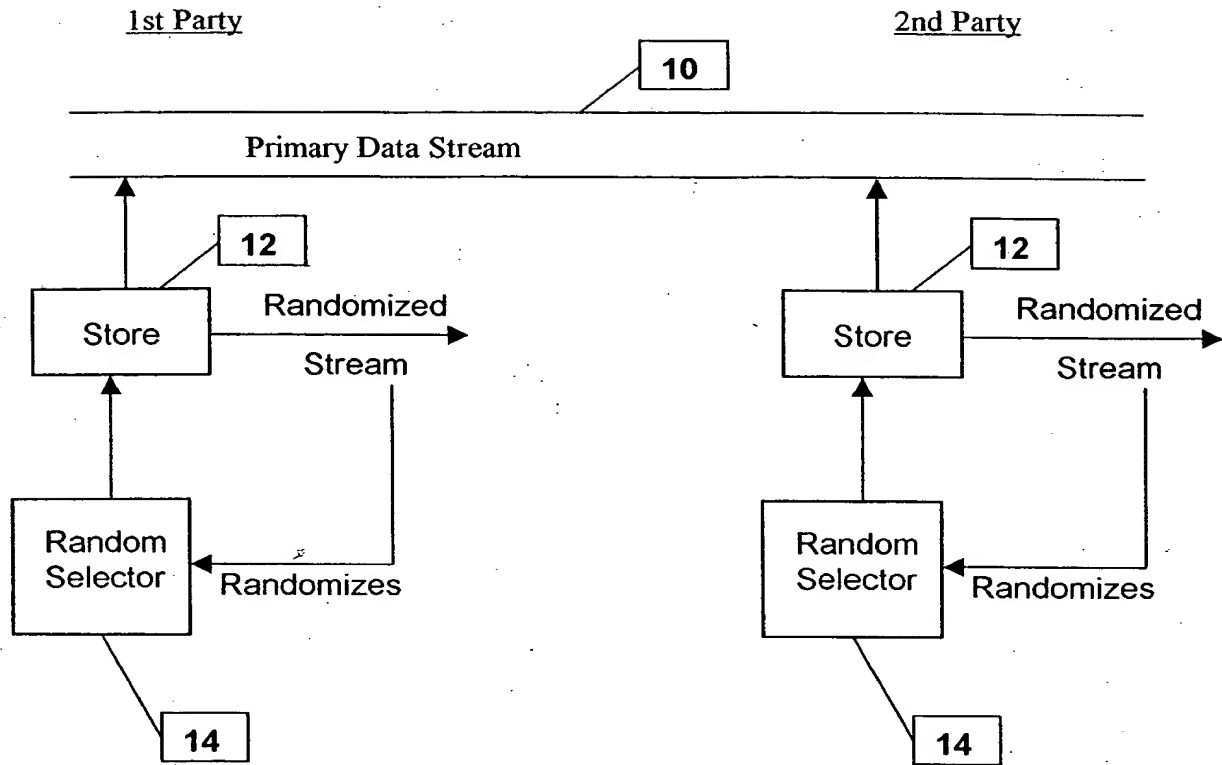 1st Party
2nd Party
10
Primary Data Stream
12
12
Store
Randomized
Stream
Store
Randomized
Stream
Random
Selector
Randomizes
Random
Selector
Randomizes
14
14